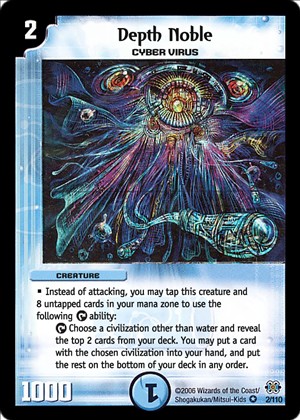 2
Depth Noble
CYBER VIRUS
CREATURE
▪ Instead of attacking, you may tap this creature and
8 untapped cards in your mana zone to use the
following ability:
Choose a civilization other than water and reveal
the top 2 cards from your deck. You may put a card
with the chosen civilization into your hand, and put
the rest on the bottom of your deck in any order.
1000
1
©2006 Wizards of the Coast/
Shogakukan/Mitsui-Kids
2/110